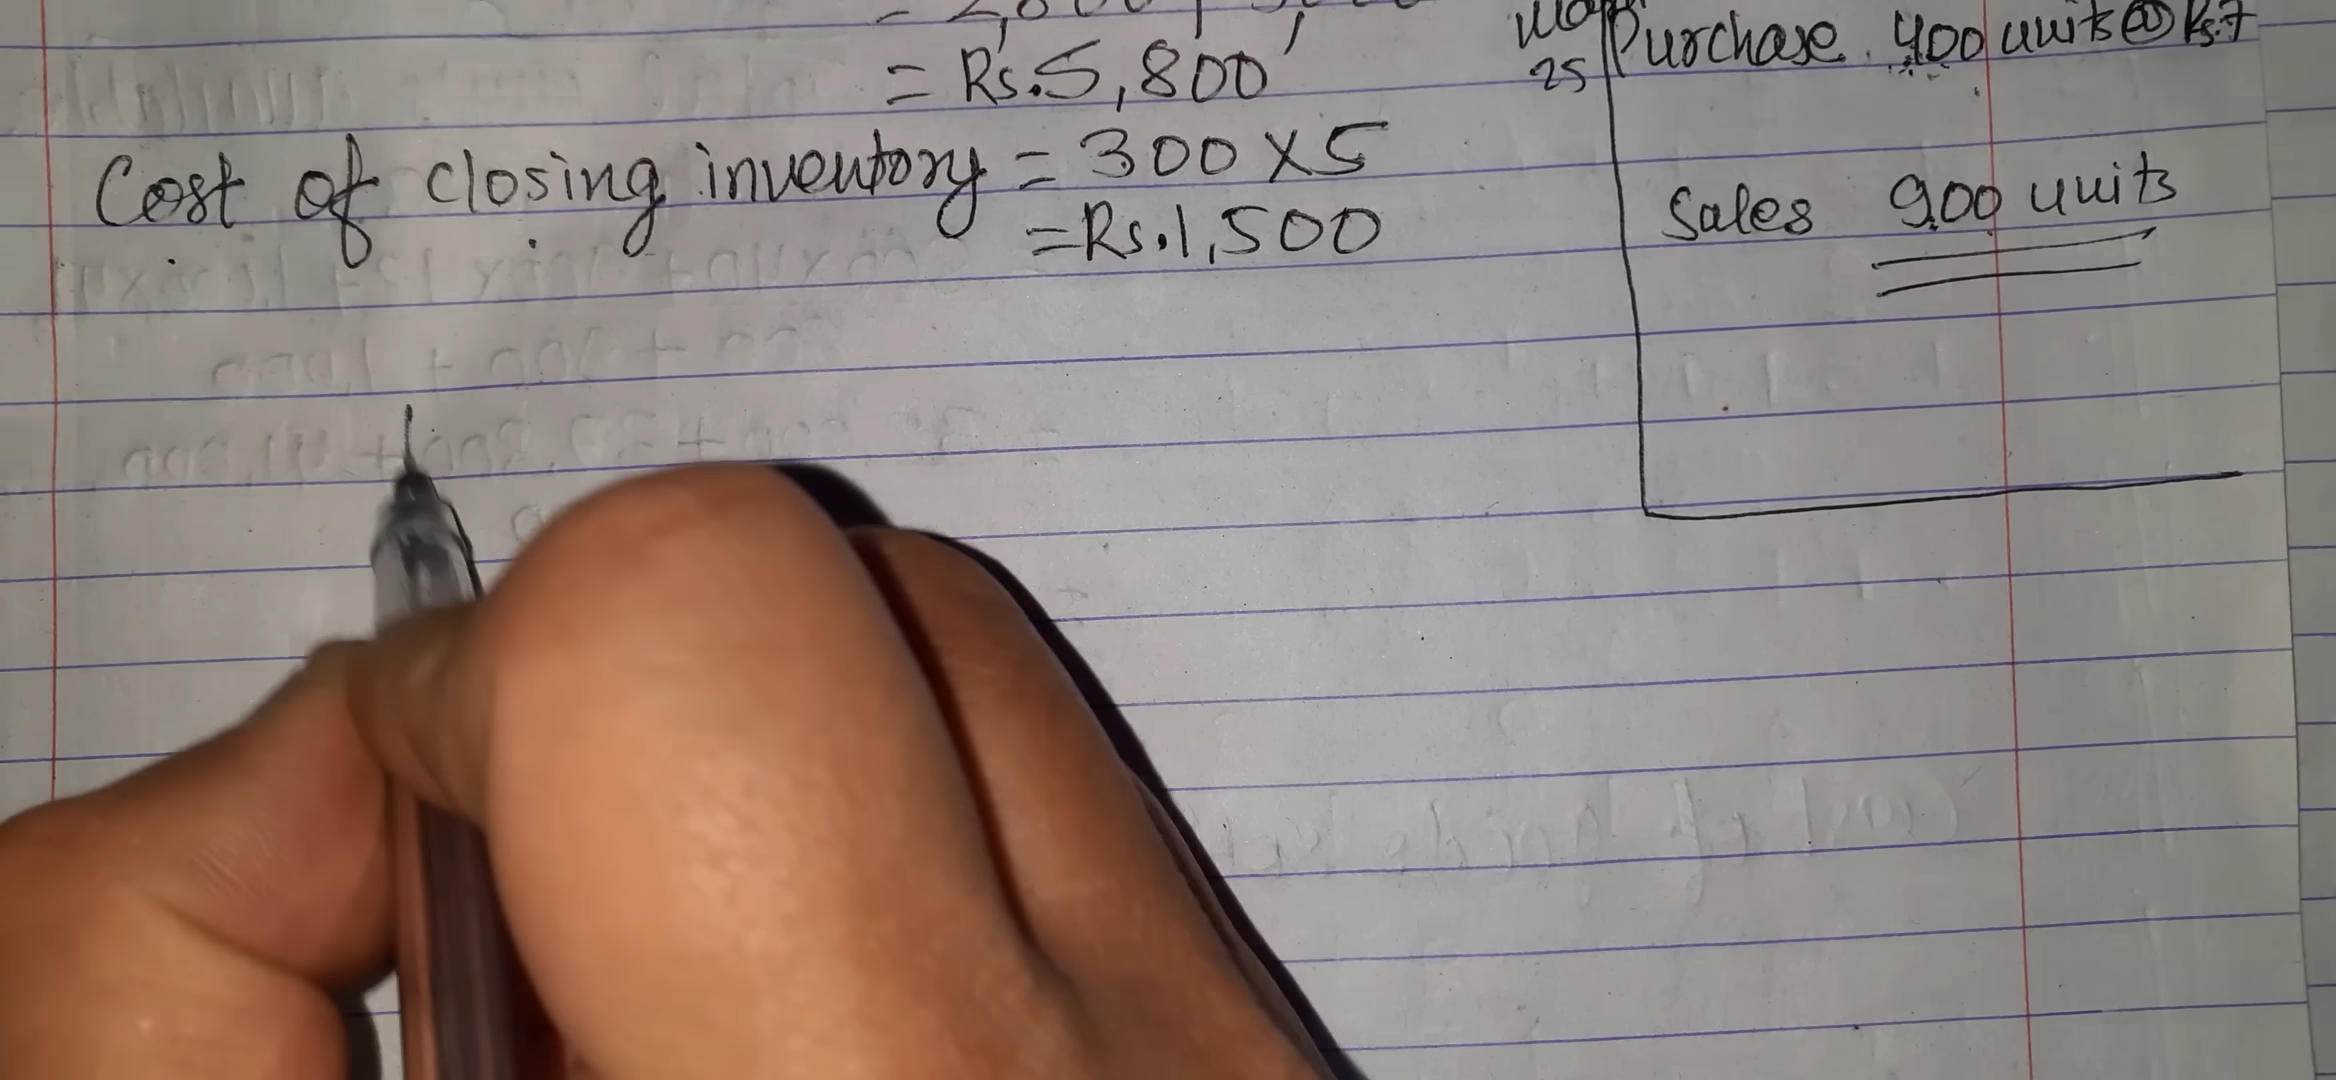 = Rs.5,800
Cost of closing inventory = 300 X 5
= Rs.1,500
25
Purchase 400 units @ Rs.7
Sales 900 units